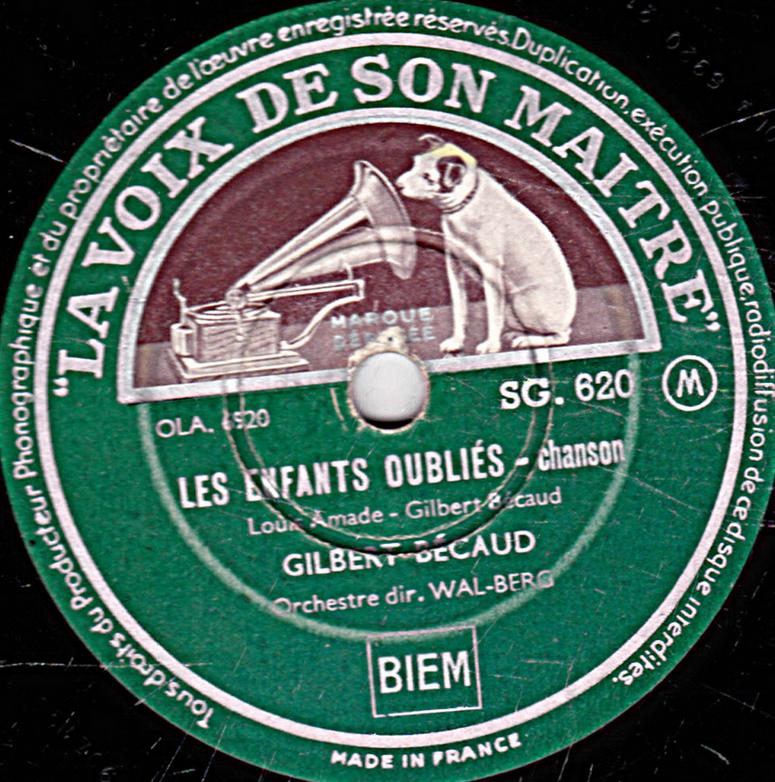 Tous droits du Producteur Phonographique et du propriétaire de l'œuvre enregistrée réservés. Duplication, exécution publique, radiodiffusion de ce disque interdites.
"LA VOIX DE SON MAITRE"
MARQUE
DÉPOSÉE
SG. 620
M
OLA. 6920
LES ENFANTS OUBLIÉS - chanson
Louis Amade - Gilbert Bécaud
GILBERT BÉCAUD
Orchestre dir. WAL-BERG
BIEM
MADE IN FRANCE